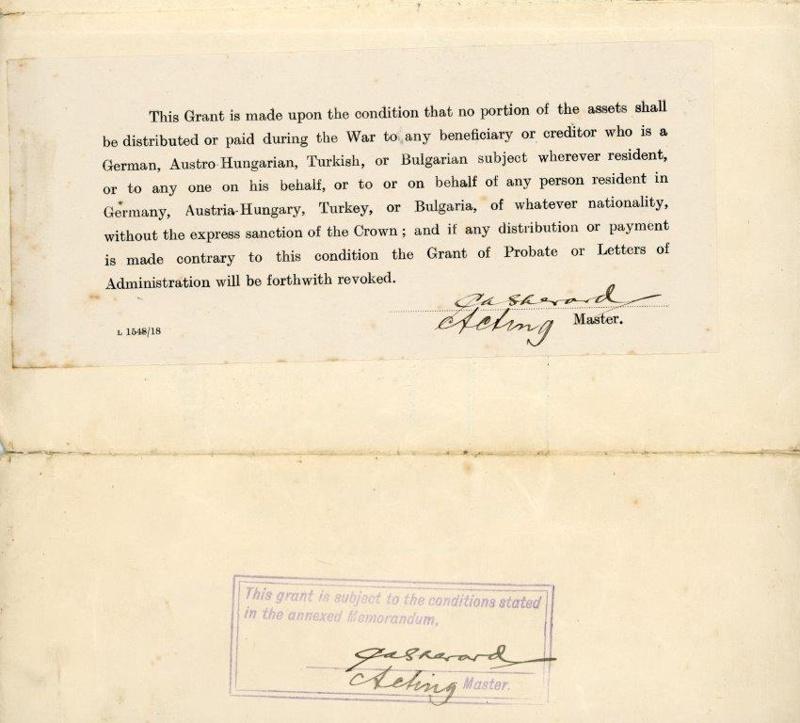 This Grant is made upon the condition that no portion of the assets shall
be distributed or paid during the War to any beneficiary or creditor who is a
German, Austro-Hungarian, Turkish, or Bulgarian subject wherever resident,
or to any one on his behalf, or to or on behalf of any person resident in
Germany, Austria-Hungary, Turkey, or Bulgaria, of whatever nationality,
without the express sanction of the Crown; and if any distribution or payment
is made contrary to this condition the Grant of Probate or Letters of
Administration will be forthwith revoked.
Acting Master.
L 1548/18
This grant is subject to the conditions stated
in the annexed Memorandum,
Acting Master.